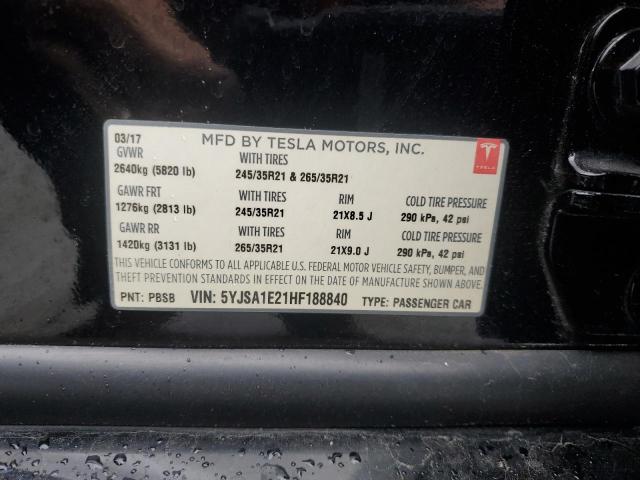 03/17 MFD BY TESLA MOTORS, INC.
GVWR WITH TIRES
2640kg (5820 lb) 245/35R21 & 265/35R21
GAWR FRT WITH TIRES RIM COLD TIRE PRESSURE
1276kg (2813 lb) 245/35R21 21X8.5 J 290 kPa, 42 psi
GAWR RR WITH TIRES RIM COLD TIRE PRESSURE
1420kg (3131 lb) 265/35R21 21X9.0 J 290 kPa, 42 psi
THIS VEHICLE CONFORMS TO ALL APPLICABLE U.S. FEDERAL MOTOR VEHICLE SAFETY, BUMPER, AND
THEFT PREVENTION STANDARDS IN EFFECT ON THE DATE OF MANUFACTURE SHOWN ABOVE.
PNT: PBSB VIN: 5YJSA1E21HF188840 TYPE: PASSENGER CAR
TESLA